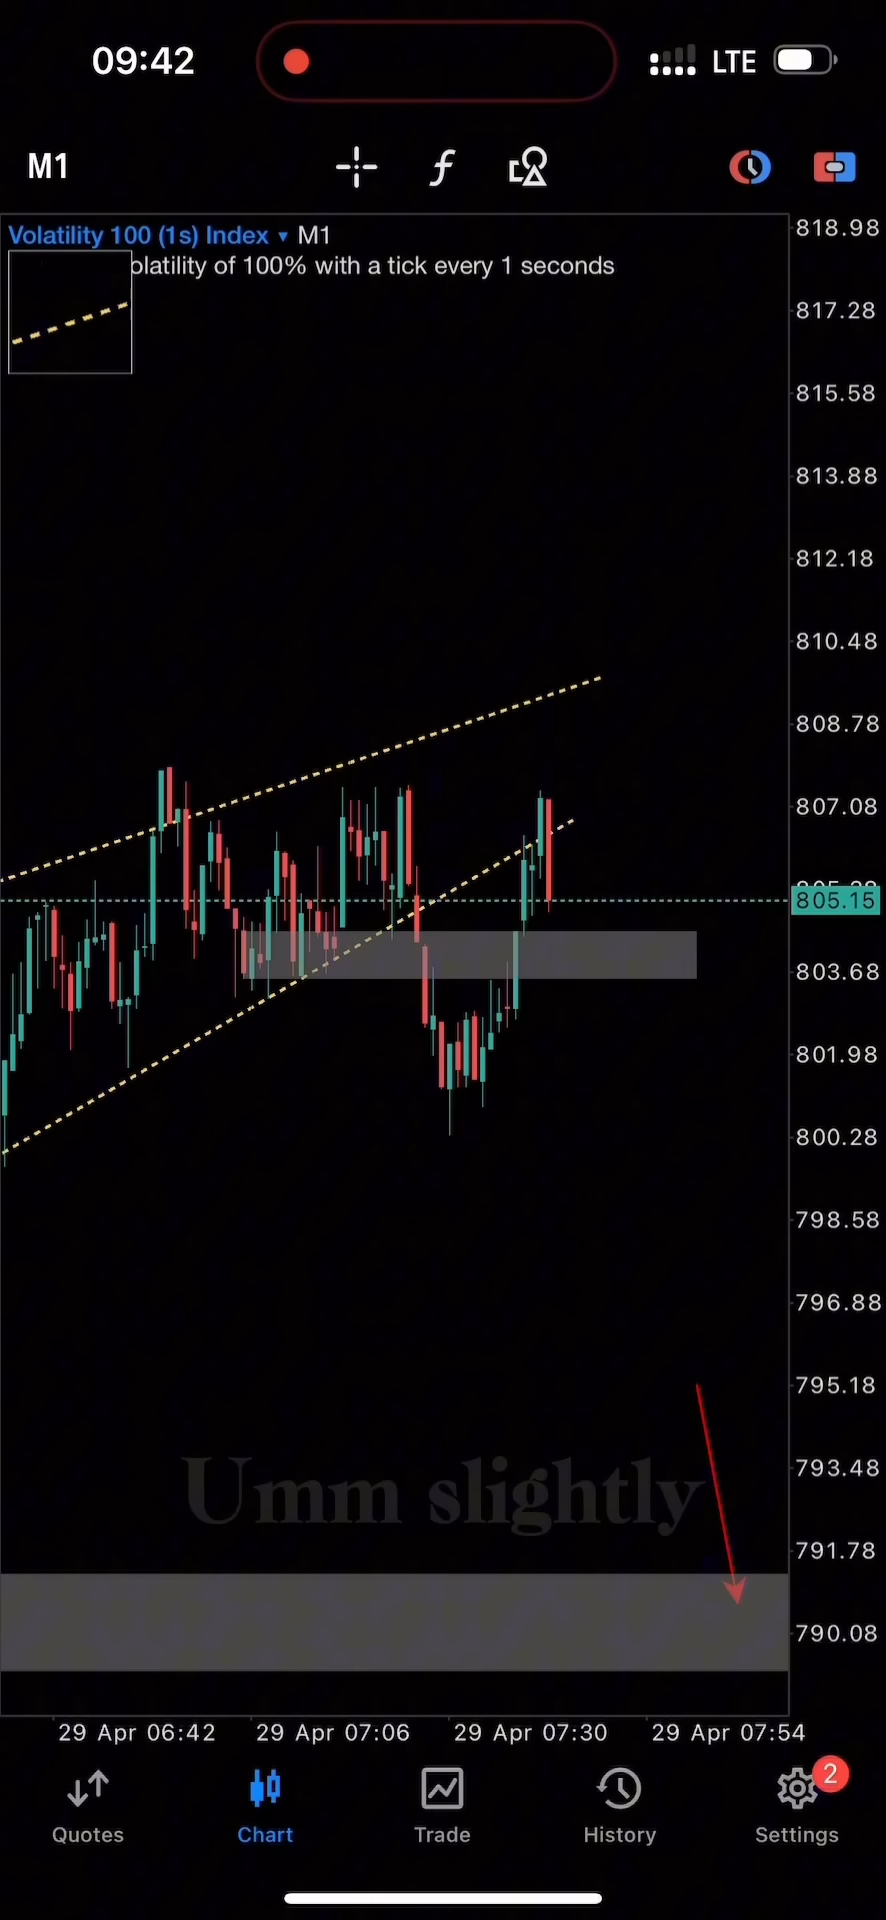 09:42
LTE
M1
Volatility 100 (1s) Index ▾ M1
olatility of 100% with a tick every 1 seconds
818.98
817.28
815.58
813.88
812.18
810.48
808.78
807.08
805.15
803.68
801.98
800.28
798.58
796.88
795.18
793.48
Umm slightly
791.78
790.08
29 Apr 06:42
29 Apr 07:06
29 Apr 07:30
29 Apr 07:54
2
Quotes
Chart
Trade
History
Settings